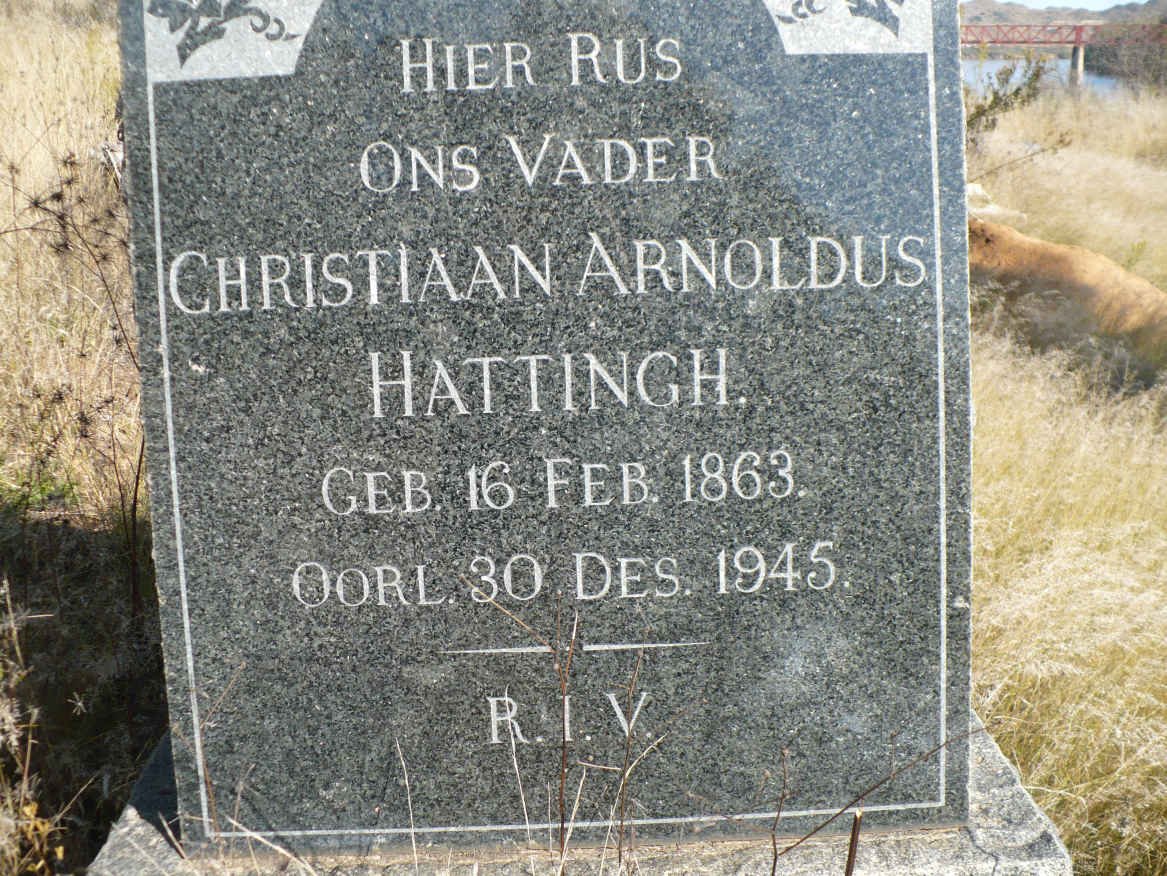 HIER RUS
ONS VADER
CHRISTIAAN ARNOLDUS
HATTINGH.
GEB. 16 FEB. 1863.
OORL. 30 DES. 1945.
R. I. V.